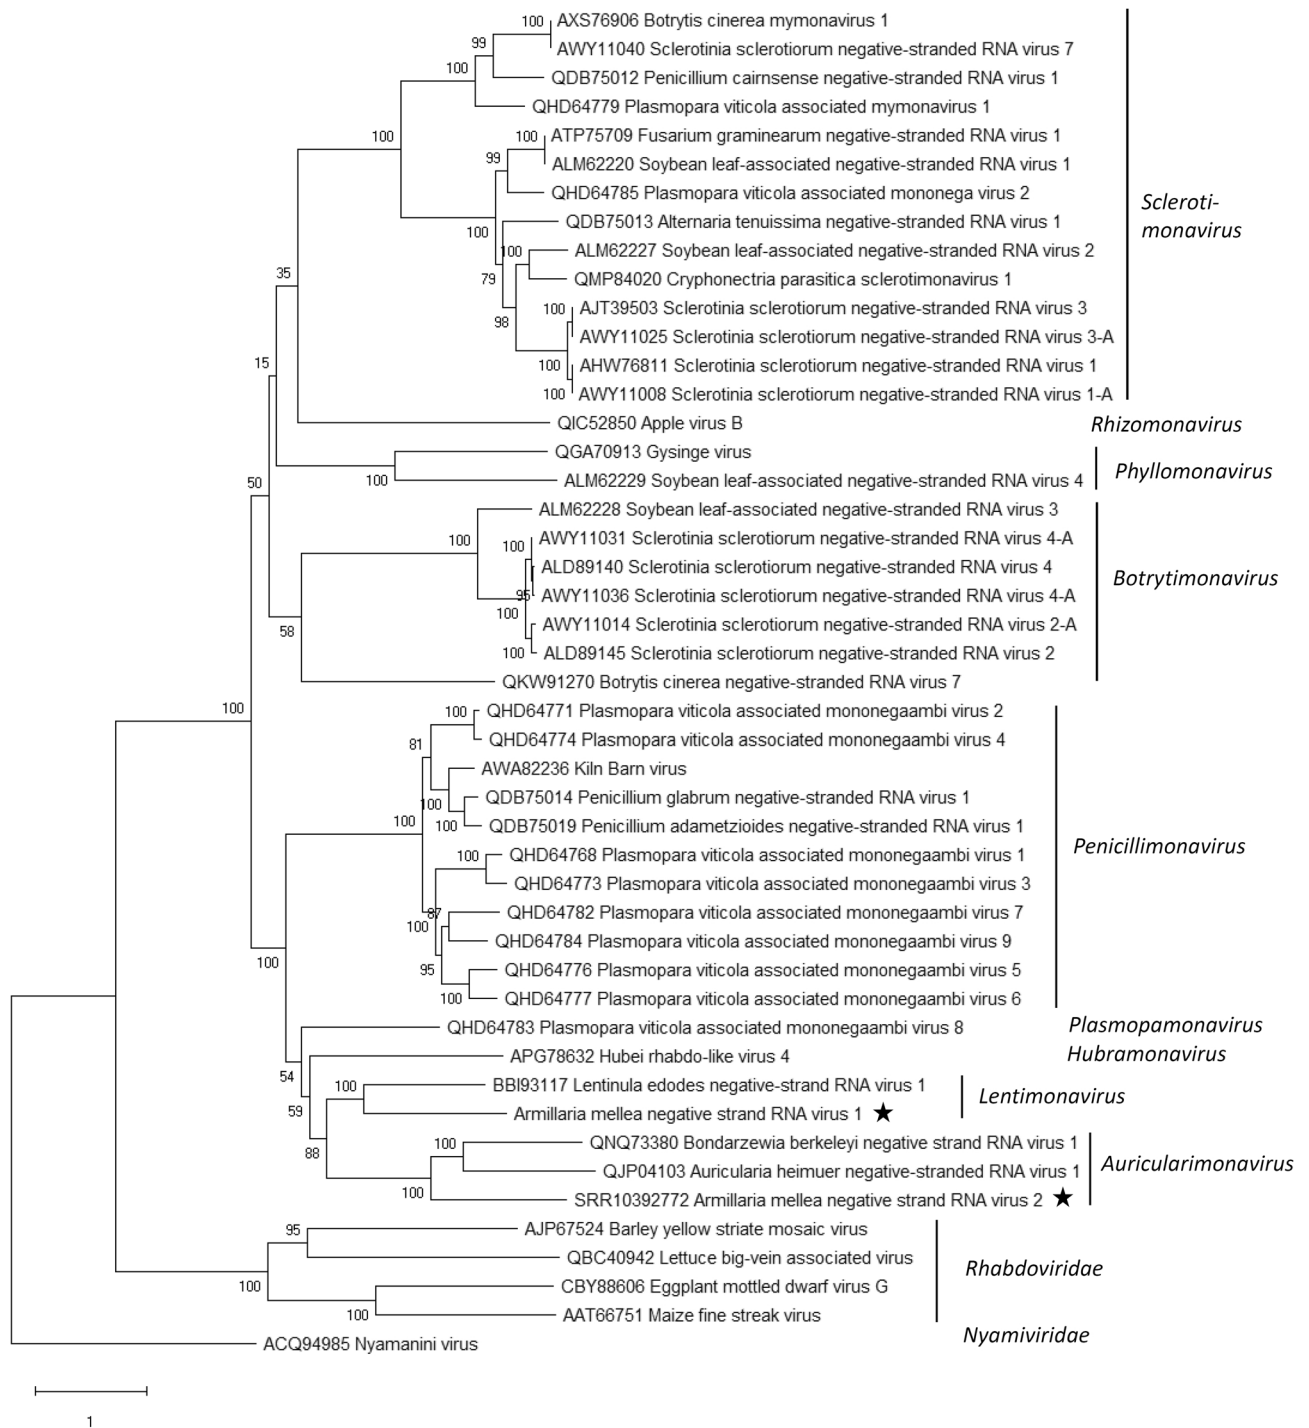 100 AXS76906 Botrytis cinerea mymonavirus 1
99
AWY11040 Sclerotinia sclerotiorum negative-stranded RNA virus 7
100
QDB75012 Penicillium cairnsense negative-stranded RNA virus 1
QHD64779 Plasmopara viticola associated mymonavirus 1
100
100 ATP75709 Fusarium graminearum negative-stranded RNA virus 1
99
ALM62220 Soybean leaf-associated negative-stranded RNA virus 1
QHD64785 Plasmopara viticola associated mononega virus 2
Scleroti-
monavirus
100
QDB75013 Alternaria tenuissima negative-stranded RNA virus 1
100
ALM62227 Soybean leaf-associated negative-stranded RNA virus 2
79
QMP84020 Cryphonectria parasitica sclerotimonavirus 1
35
100 AJT39503 Sclerotinia sclerotiorum negative-stranded RNA virus 3
98
AWY11025 Sclerotinia sclerotiorum negative-stranded RNA virus 3-A
100
AHW76811 Sclerotinia sclerotiorum negative-stranded RNA virus 1
15
100 AWY11008 Sclerotinia sclerotiorum negative-stranded RNA virus 1-A
QIC52850 Apple virus B
Rhizomonavirus
QGA70913 Gysinge virus
100
Phyllomonavirus
50
ALM62229 Soybean leaf-associated negative-stranded RNA virus 4
ALM62228 Soybean leaf-associated negative-stranded RNA virus 3
100
100 AWY11031 Sclerotinia sclerotiorum negative-stranded RNA virus 4-A
ALD89140 Sclerotinia sclerotiorum negative-stranded RNA virus 4
Botrytimonavirus
95 AWY11036 Sclerotinia sclerotiorum negative-stranded RNA virus 4-A
100
AWY11014 Sclerotinia sclerotiorum negative-stranded RNA virus 2-A
58
100 ALD89145 Sclerotinia sclerotiorum negative-stranded RNA virus 2
QKW91270 Botrytis cinerea negative-stranded RNA virus 7
100
100 QHD64771 Plasmopara viticola associated mononegaambi virus 2
81
QHD64774 Plasmopara viticola associated mononegaambi virus 4
AWA82236 Kiln Barn virus
100
QDB75014 Penicillium glabrum negative-stranded RNA virus 1
100
100 QDB75019 Penicillium adametzioides negative-stranded RNA virus 1
Penicillimonavirus
100 QHD64768 Plasmopara viticola associated mononegaambi virus 1
QHD64773 Plasmopara viticola associated mononegaambi virus 3
87
QHD64782 Plasmopara viticola associated mononegaambi virus 7
100
QHD64784 Plasmopara viticola associated mononegaambi virus 9
100
95
QHD64776 Plasmopara viticola associated mononegaambi virus 5
100 QHD64777 Plasmopara viticola associated mononegaambi virus 6
QHD64783 Plasmopara viticola associated mononegaambi virus 8
Plasmopamonavirus
APG78632 Hubei rhabdo-like virus 4
Hubramonavirus
54
100 BBI93117 Lentinula edodes negative-strand RNA virus 1
Lentimonavirus
59
Armillaria mellea negative strand RNA virus 1 ★
100 QNQ73380 Bondarzewia berkeleyi negative strand RNA virus 1
88
QJP04103 Auricularia heimuer negative-stranded RNA virus 1
Auricularimonavirus
100
SRR10392772 Armillaria mellea negative strand RNA virus 2 ★
95 AJP67524 Barley yellow striate mosaic virus
QBC40942 Lettuce big-vein associated virus
Rhabdoviridae
100
CBY88606 Eggplant mottled dwarf virus G
100 AAT66751 Maize fine streak virus
Nyamiviridae
ACQ94985 Nyamanini virus
1